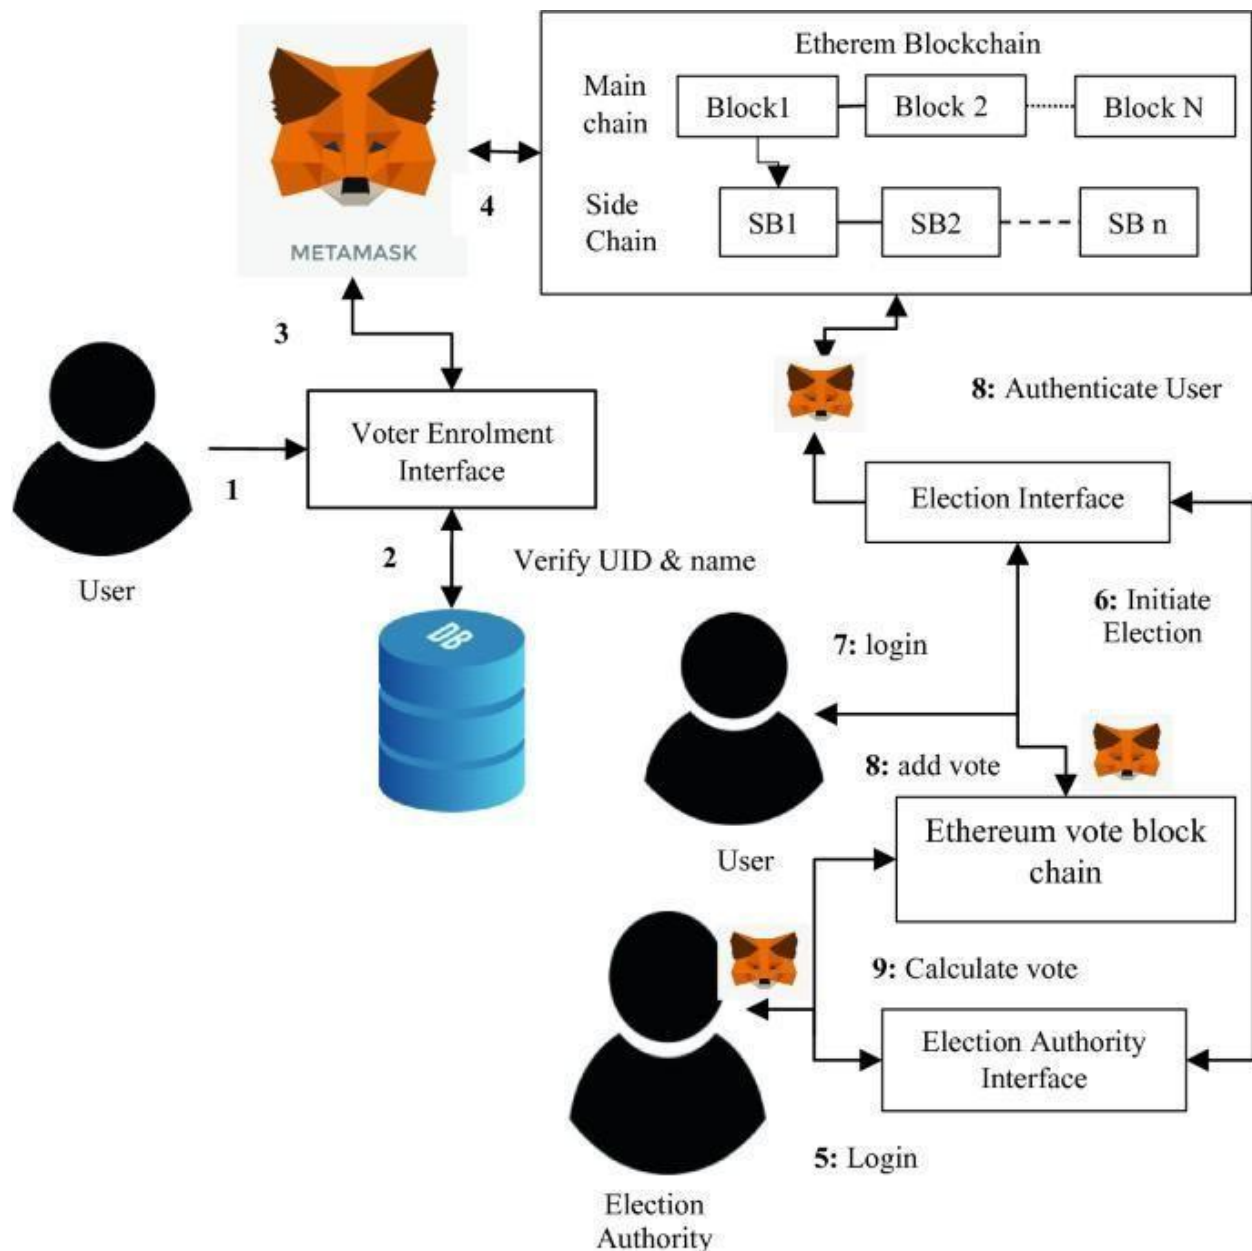 Etherem Blockchain
Main
chain
Block1
Block 2
Block N
Side
Chain
SB1
SB2
SB n
METAMASK
4
3
8: Authenticate User
Voter Enrolment
Interface
1
Election Interface
2
Verify UID & name
User
DB
6: Initiate
Election
7: login
8: add vote
Ethereum vote block
chain
User
9: Calculate vote
Election Authority
Interface
5: Login
Election
Authority